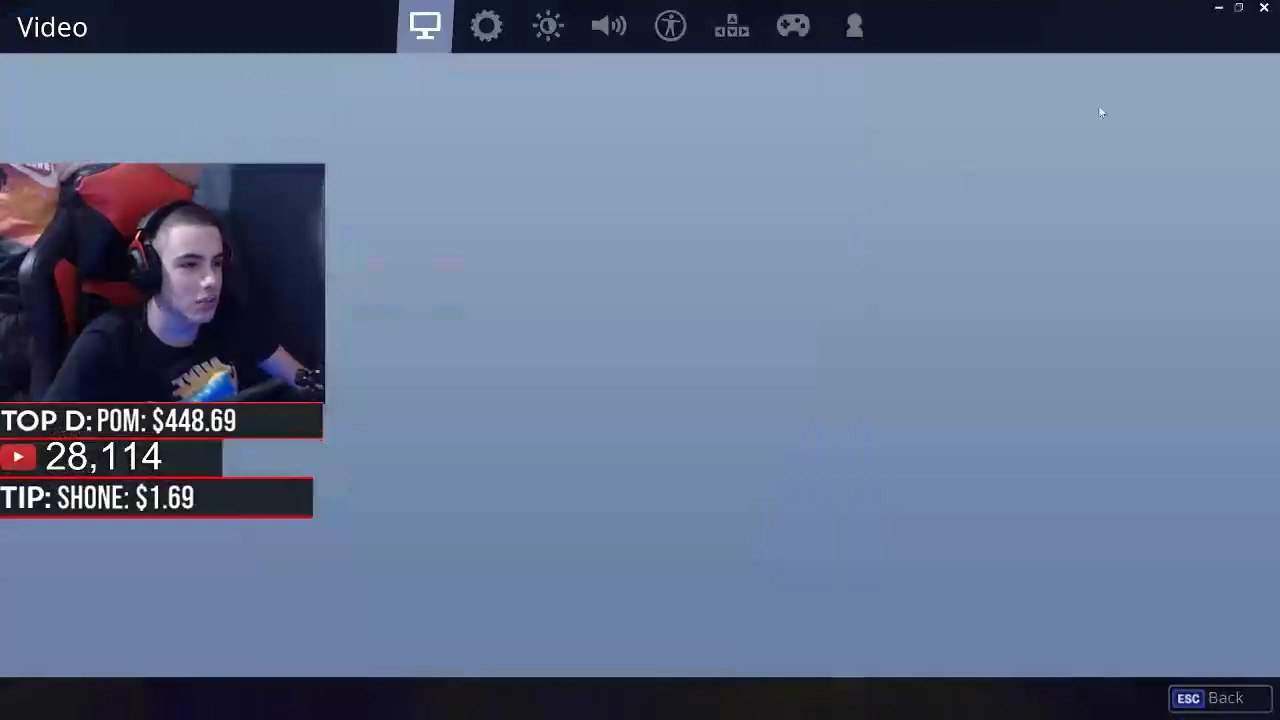 Video
TOP D: POM: $448.69
28,114
TIP: SHONE: $1.69
ESC Back